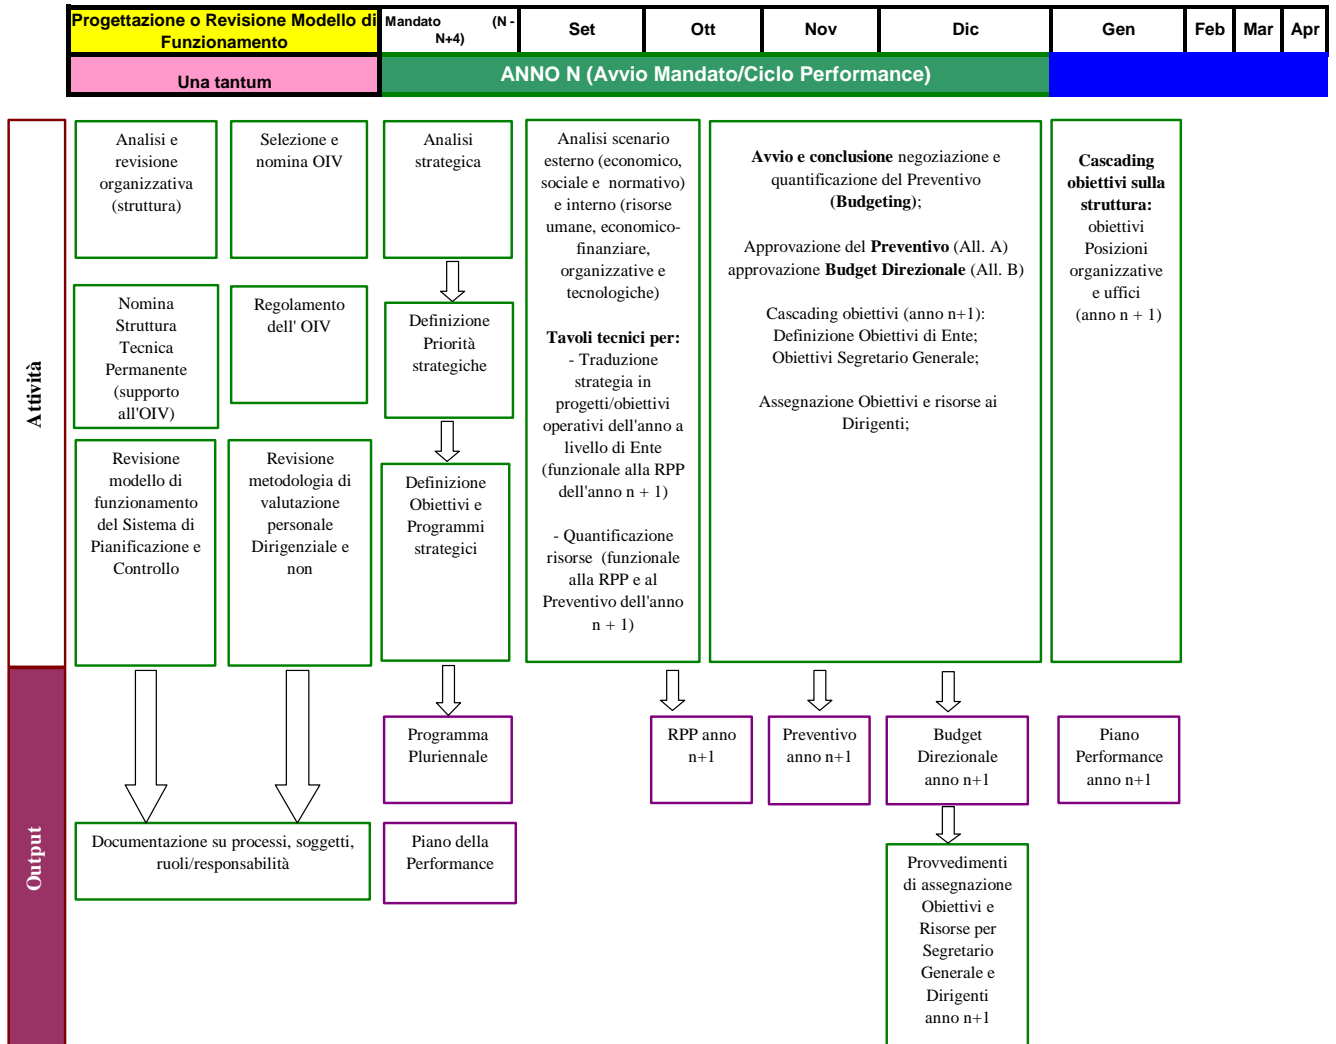 Progettazione o Revisione Modello di
Funzionamento
Mandato (N -
N+4)
Set
Ott
Nov
Dic
Gen
Feb
Mar
Apr
Una tantum
ANNO N (Avvio Mandato/Ciclo Performance)
Attività
Analisi e
revisione
organizzativa
(struttura)
Selezione e
nomina OIV
Analisi
strategica
Analisi scenario
esterno (economico,
sociale e normativo)
e interno (risorse
umane, economico-
finanziare,
organizzative e
tecnologiche)
Tavoli tecnici per:
- Traduzione
strategia in
progetti/obiettivi
operativi dell'anno a
livello di Ente
(funzionale alla RPP
dell'anno n + 1)
- Quantificazione
risorse (funzionale
alla RPP e al
Preventivo dell'anno
n + 1)
Avvio e conclusione negoziazione e
quantificazione del Preventivo
(Budgeting);
Approvazione del Preventivo (All. A)
approvazione Budget Direzionale (All. B)
Cascading obiettivi (anno n+1):
Definizione Obiettivi di Ente;
Obiettivi Segretario Generale;
Assegnazione Obiettivi e risorse ai
Dirigenti;
Cascading
obiettivi sulla
struttura:
obiettivi
Posizioni
organizzative
e uffici
(anno n + 1)
Nomina
Struttura
Tecnica
Permanente
(supporto
all'OIV)
Regolamento
dell' OIV
Definizione
Priorità
strategiche
Revisione
modello di
funzionamento
del Sistema di
Pianificazione e
Controllo
Revisione
metodologia di
valutazione
personale
Dirigenziale e
non
Definizione
Obiettivi e
Programmi
strategici
Output
Programma
Pluriennale
RPP anno
n+1
Preventivo
anno n+1
Budget
Direzionale
anno n+1
Piano
Performance
anno n+1
Documentazione su processi, soggetti,
ruoli/responsabilità
Piano della
Performance
Provvedimenti
di assegnazione
Obiettivi e
Risorse per
Segretario
Generale e
Dirigenti
anno n+1